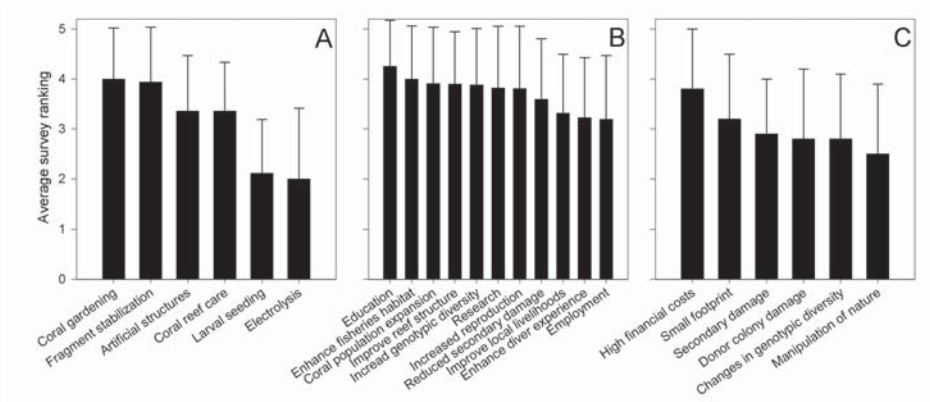 A
B
C
Average survey ranking
5
4
3
2
1
0
Coral gardening
Fragment stabilization
Artificial structures
Coral reef care
Larval seeding
Electrolysis
Education
Enhance fisheries habitat
Coral population expansion
Improve reef structure
Incread genotypic diversity
Research
Increased reproduction
Reduced secondary damage
Improve local livelihoods
Enhance diver experience
Employment
High financial costs
Small footprint
Secondary damage
Donor colony damage
Changes in genotypic diversity
Manipulation of nature